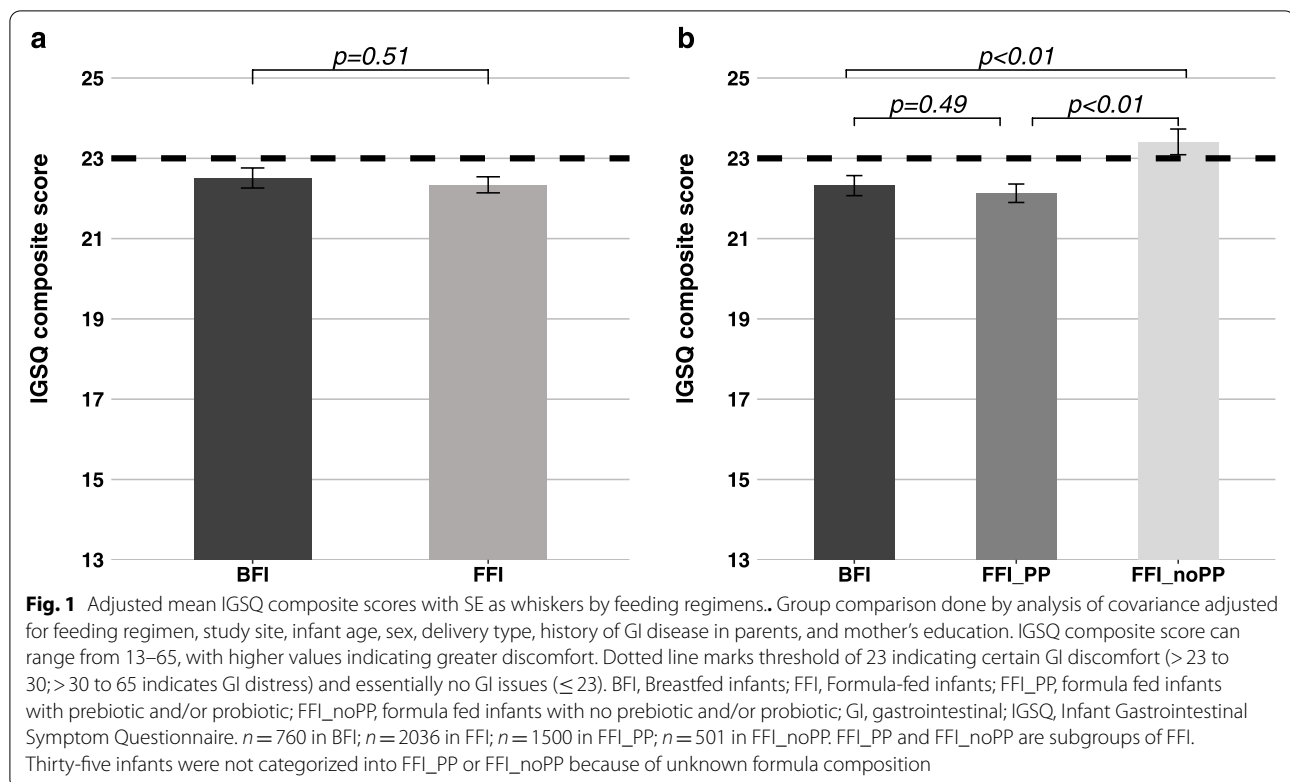 a
p=0.51
25
23
21
19
17
15
13
IGSQ composite score
BFI
FFI
b
p<0.01
p=0.49
p<0.01
25
23
21
19
17
15
13
IGSQ composite score
BFI
FFI_PP
FFI_noPP
Fig. 1 Adjusted mean IGSQ composite scores with SE as whiskers by feeding regimens.. Group comparison done by analysis of covariance adjusted
for feeding regimen, study site, infant age, sex, delivery type, history of GI disease in parents, and mother's education. IGSQ composite score can
range from 13–65, with higher values indicating greater discomfort. Dotted line marks threshold of 23 indicating certain GI discomfort (> 23 to
30; > 30 to 65 indicates GI distress) and essentially no GI issues (≤ 23). BFI, Breastfed infants; FFI, Formula-fed infants; FFI_PP, formula fed infants
with prebiotic and/or probiotic; FFI_noPP, formula fed infants with no prebiotic and/or probiotic; GI, gastrointestinal; IGSQ, Infant Gastrointestinal
Symptom Questionnaire. n = 760 in BFI; n = 2036 in FFI; n = 1500 in FFI_PP; n = 501 in FFI_noPP. FFI_PP and FFI_noPP are subgroups of FFI.
Thirty-five infants were not categorized into FFI_PP or FFI_noPP because of unknown formula composition